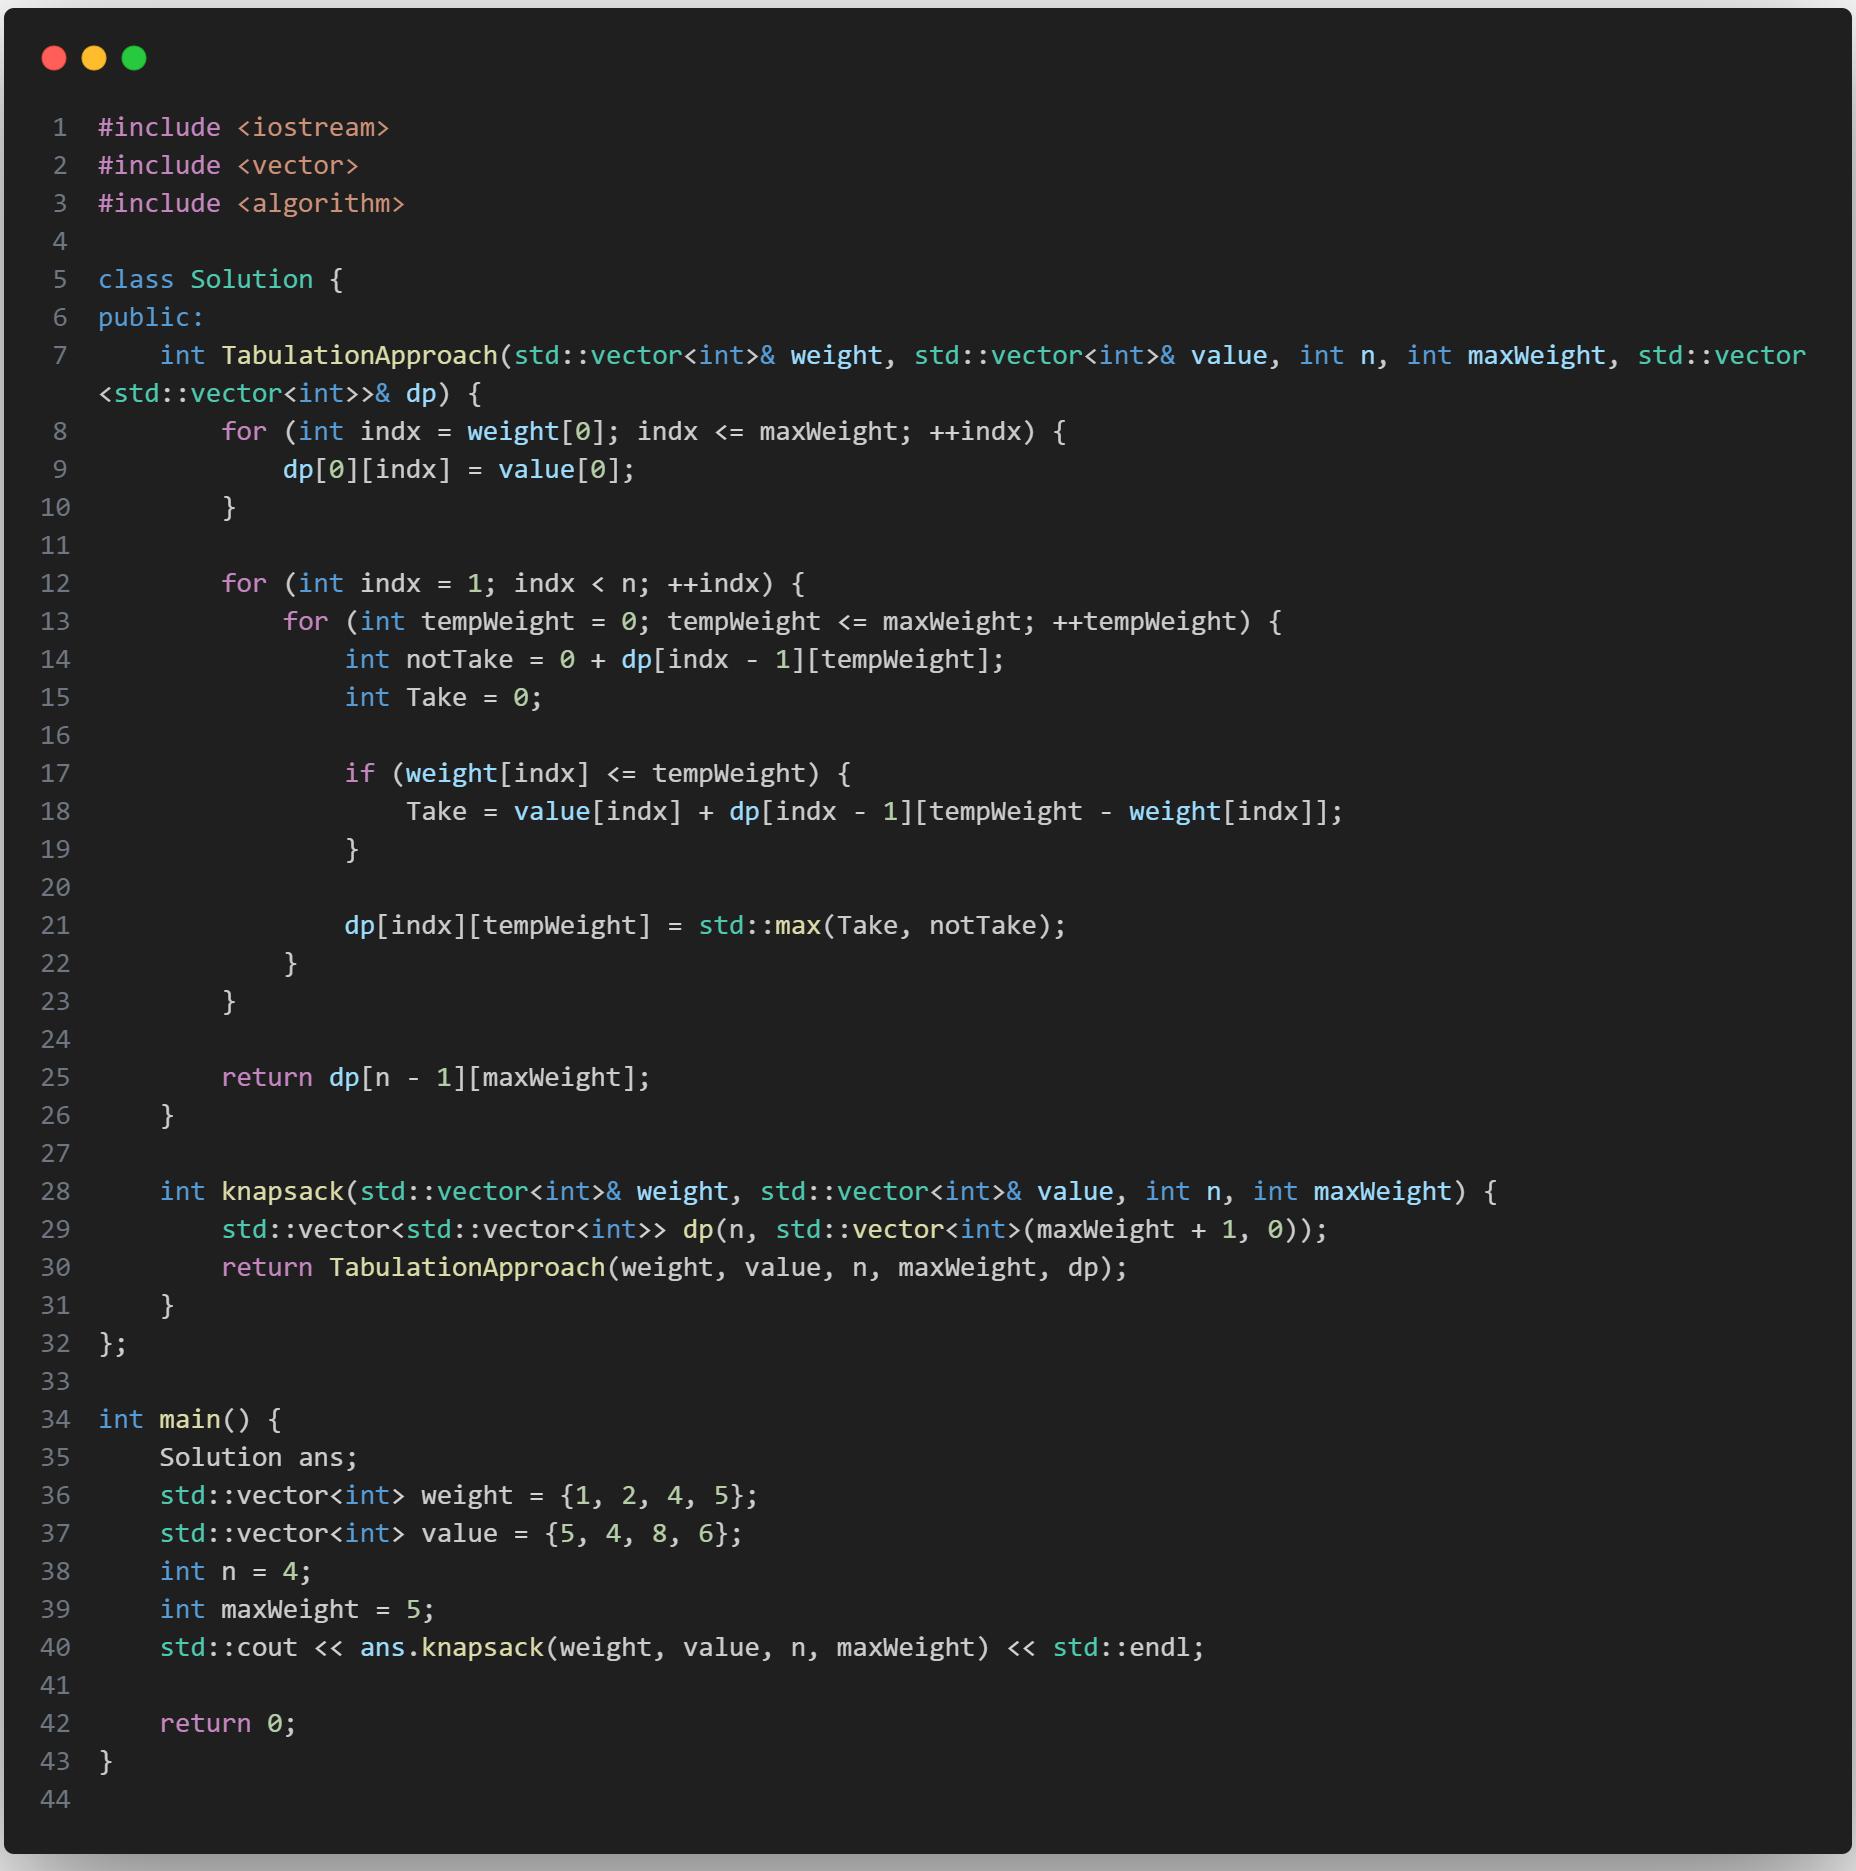 1 #include <iostream>
2 #include <vector>
3 #include <algorithm>
4
5 class Solution {
6 public:
7     int TabulationApproach(std::vector<int>& weight, std::vector<int>& value, int n, int maxWeight, std::vector
<std::vector<int>>& dp) {
8         for (int indx = weight[0]; indx <= maxWeight; ++indx) {
9             dp[0][indx] = value[0];
10         }
11
12         for (int indx = 1; indx < n; ++indx) {
13             for (int tempWeight = 0; tempWeight <= maxWeight; ++tempWeight) {
14                 int notTake = 0 + dp[indx - 1][tempWeight];
15                 int Take = 0;
16
17                 if (weight[indx] <= tempWeight) {
18                     Take = value[indx] + dp[indx - 1][tempWeight - weight[indx]];
19                 }
20
21                 dp[indx][tempWeight] = std::max(Take, notTake);
22             }
23         }
24
25         return dp[n - 1][maxWeight];
26     }
27
28     int knapsack(std::vector<int>& weight, std::vector<int>& value, int n, int maxWeight) {
29         std::vector<std::vector<int>> dp(n, std::vector<int>(maxWeight + 1, 0));
30         return TabulationApproach(weight, value, n, maxWeight, dp);
31     }
32 };
33
34 int main() {
35     Solution ans;
36     std::vector<int> weight = {1, 2, 4, 5};
37     std::vector<int> value = {5, 4, 8, 6};
38     int n = 4;
39     int maxWeight = 5;
40     std::cout << ans.knapsack(weight, value, n, maxWeight) << std::endl;
41
42     return 0;
43 }
44